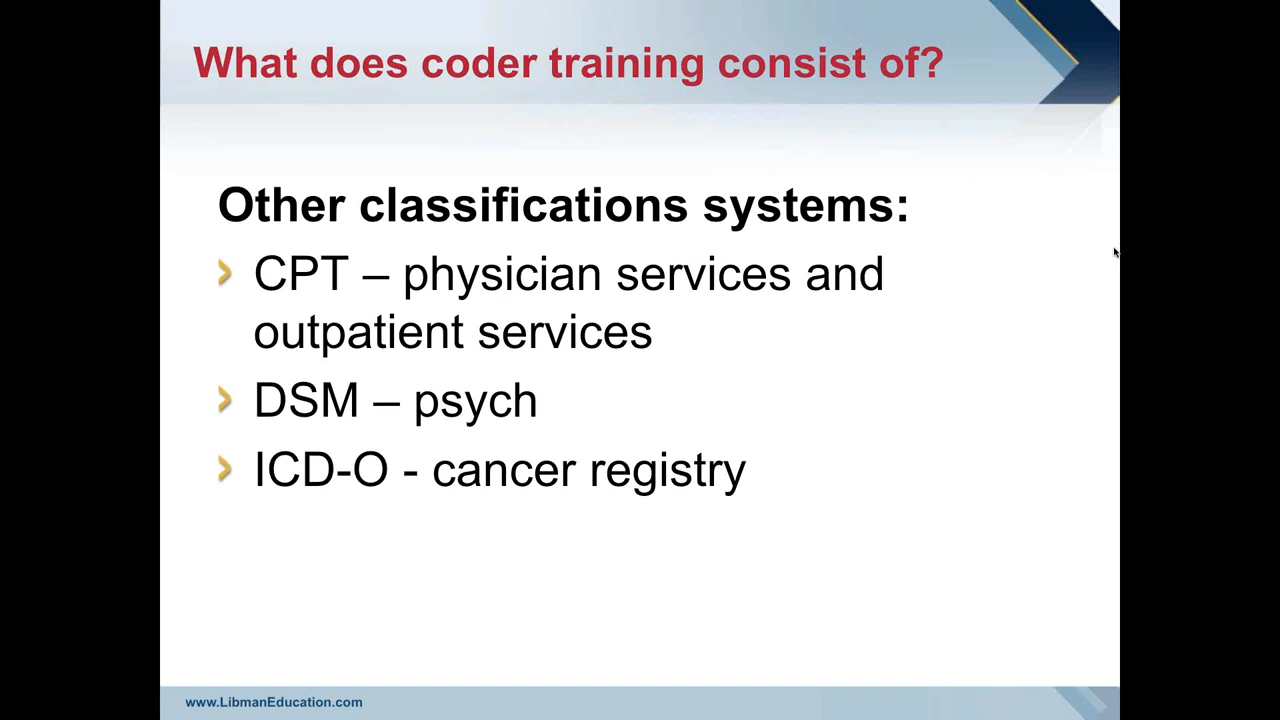 What does coder training consist of?
Other classifications systems:
CPT – physician services and
outpatient services
DSM – psych
ICD-O - cancer registry
www.LibmanEducation.com